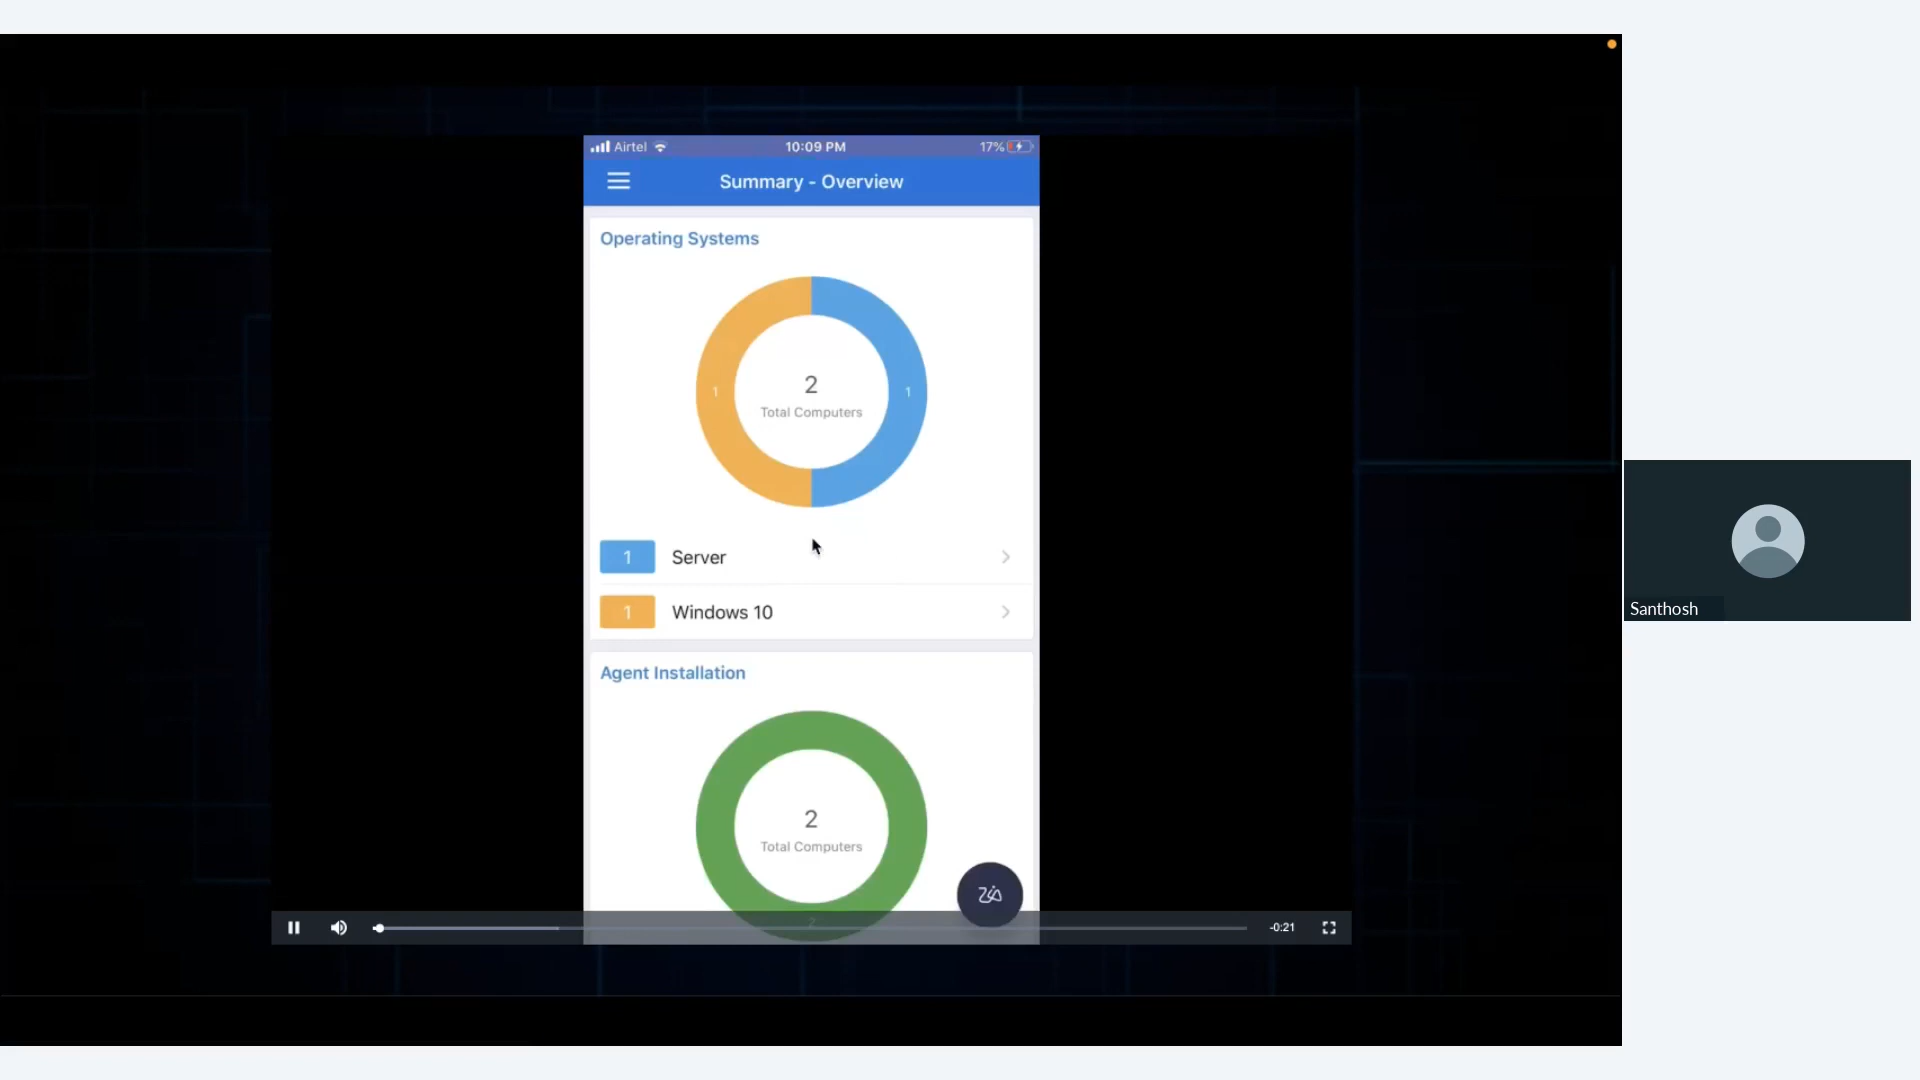 Airtel 10:09 PM 17%
Summary - Overview
Operating Systems
1 1
2
Total Computers
1 Server
1 Windows 10
Agent Installation
2
Total Computers
2
-0:21
Santhosh